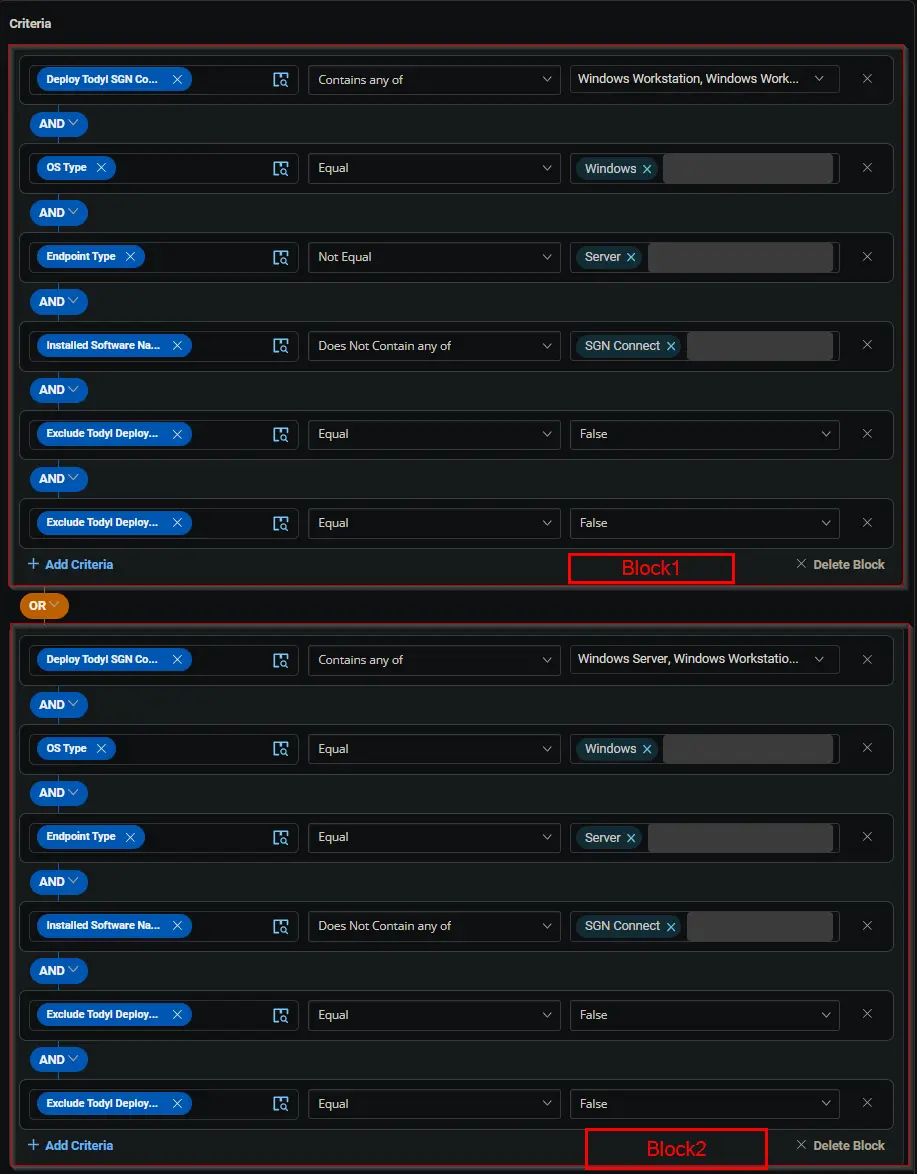 Criteria
Deploy Todyl SGN Co... Contains any of Windows Workstation, Windows Work...
AND
OS Type Equal Windows
AND
Endpoint Type Not Equal Server
AND
Installed Software Na... Does Not Contain any of SGN Connect
AND
Exclude Todyl Deploy... Equal False
AND
Exclude Todyl Deploy... Equal False
+ Add Criteria Block1 Delete Block
OR
Deploy Todyl SGN Co... Contains any of Windows Server, Windows Workstatio...
AND
OS Type Equal Windows
AND
Endpoint Type Equal Server
AND
Installed Software Na... Does Not Contain any of SGN Connect
AND
Exclude Todyl Deploy... Equal False
AND
Exclude Todyl Deploy... Equal False
+ Add Criteria Block2 Delete Block